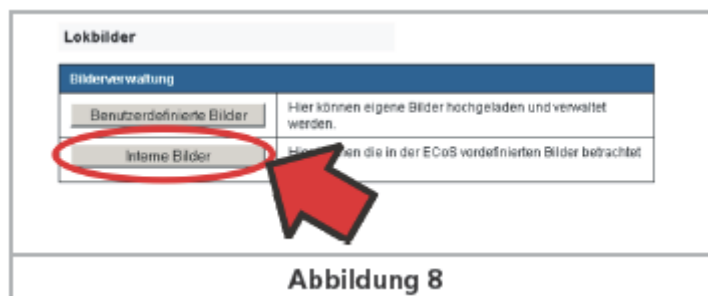 Lokbilder
Bilderverwaltung
Benutzerdefinierte Bilder
Hier können eigene Bilder hochgeladen und verwaltet
werden.
Interne Bilder
die in der ECoS vordefinierten Bilder betrachtet
Abbildung 8